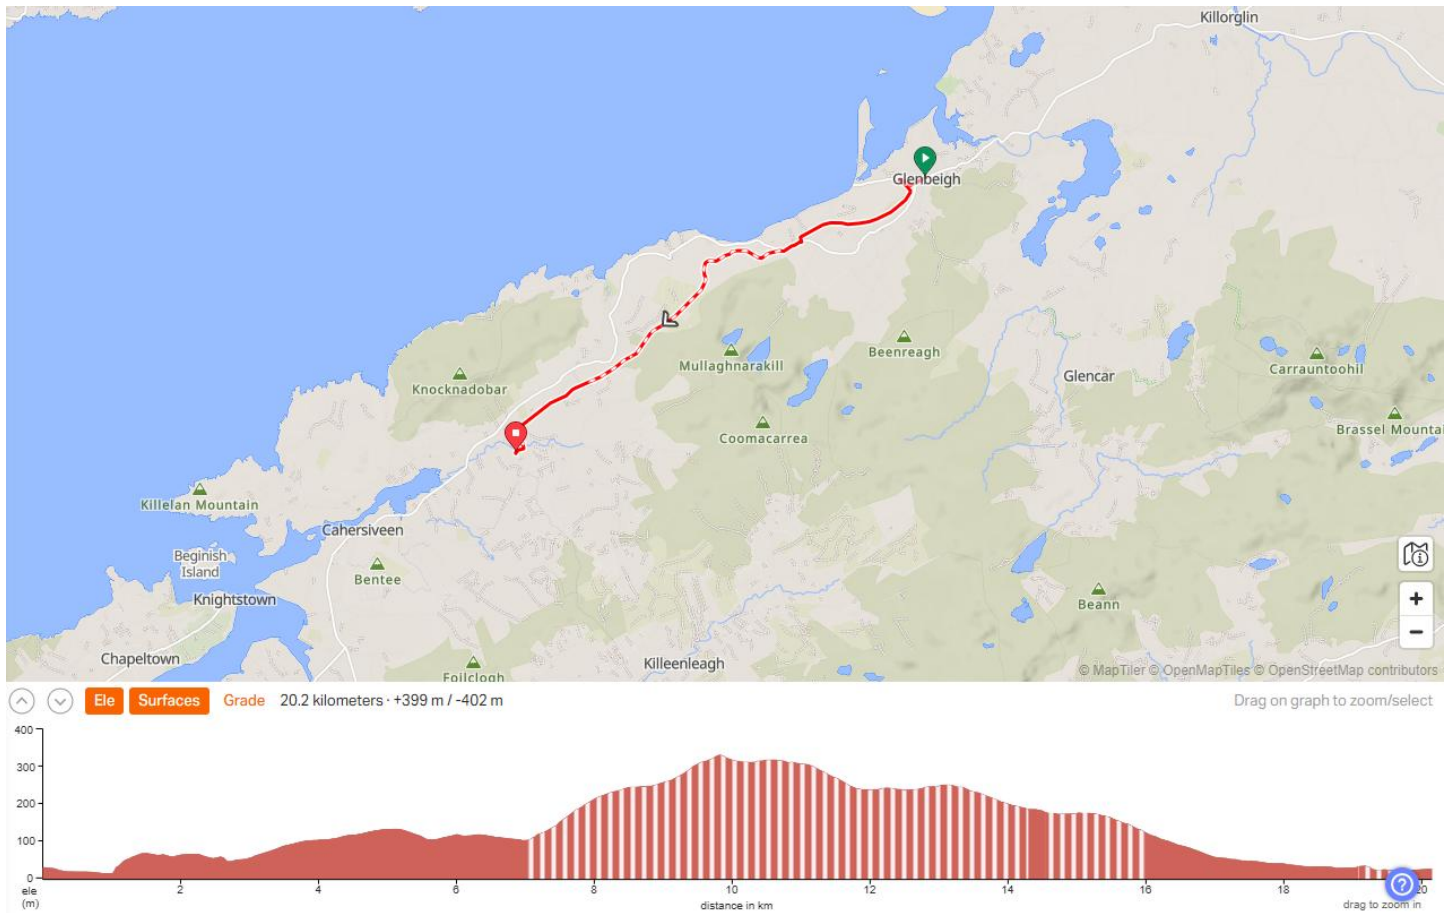 Killorglin
Glenbeigh
Beenreagh
Mullaghnarakill
Carrauntoohil
Glencar
Knocknadobar
Brassel Mountai
Coomacarrea
Killelan Mountain
Cahersiveen
Beginish
Island
Bentee
Knightstown
Beann
Chapeltown
Killeenleagh
Foilclogh
© MapTiler © OpenMapTiles © OpenStreetMap contributors
Ele Surfaces Grade 20.2 kilometers · +399 m / -402 m Drag on graph to zoom/select
400
300
200
100
0
ele
(m)
2 4 6 8 10 12 14 16 18 20
distance in km
drag to zoom in